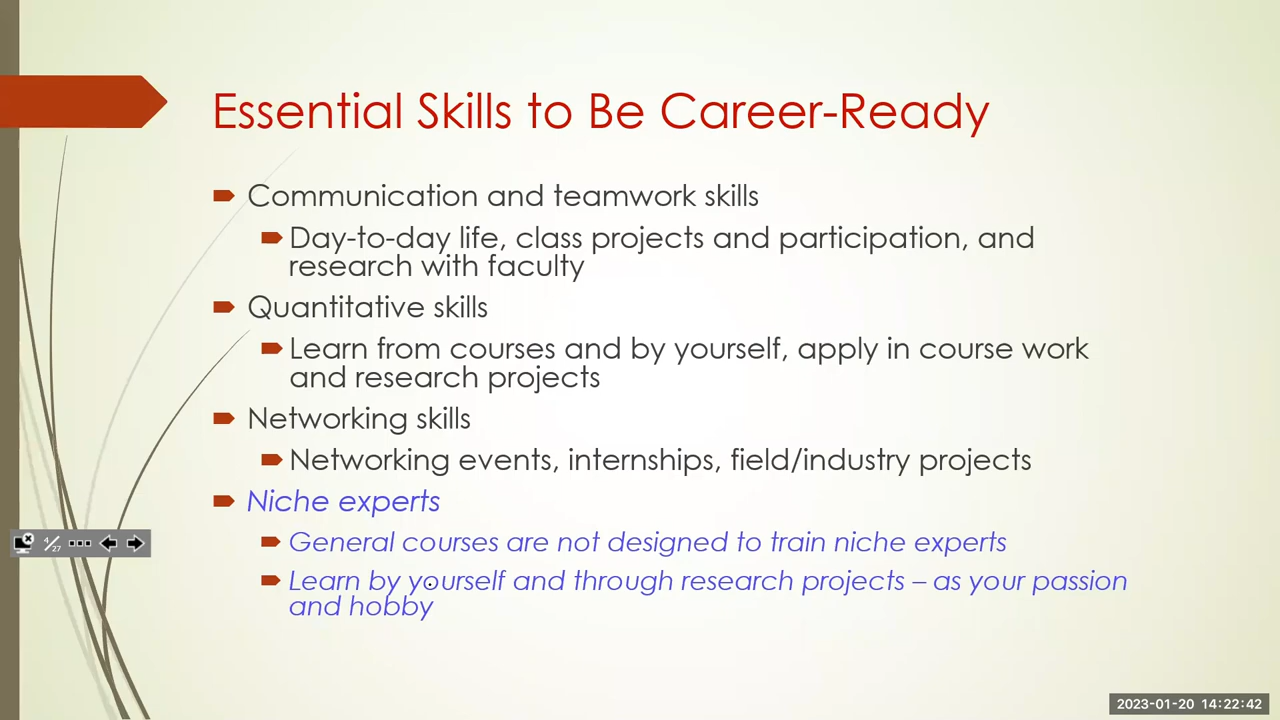 Essential Skills to Be Career-Ready
Communication and teamwork skills
Day-to-day life, class projects and participation, and
research with faculty
Quantitative skills
Learn from courses and by yourself, apply in course work
and research projects
Networking skills
Networking events, internships, field/industry projects
Niche experts
General courses are not designed to train niche experts
4/27
Learn by yourself and through research projects – as your passion
and hobby
2023-01-20 14:22:42